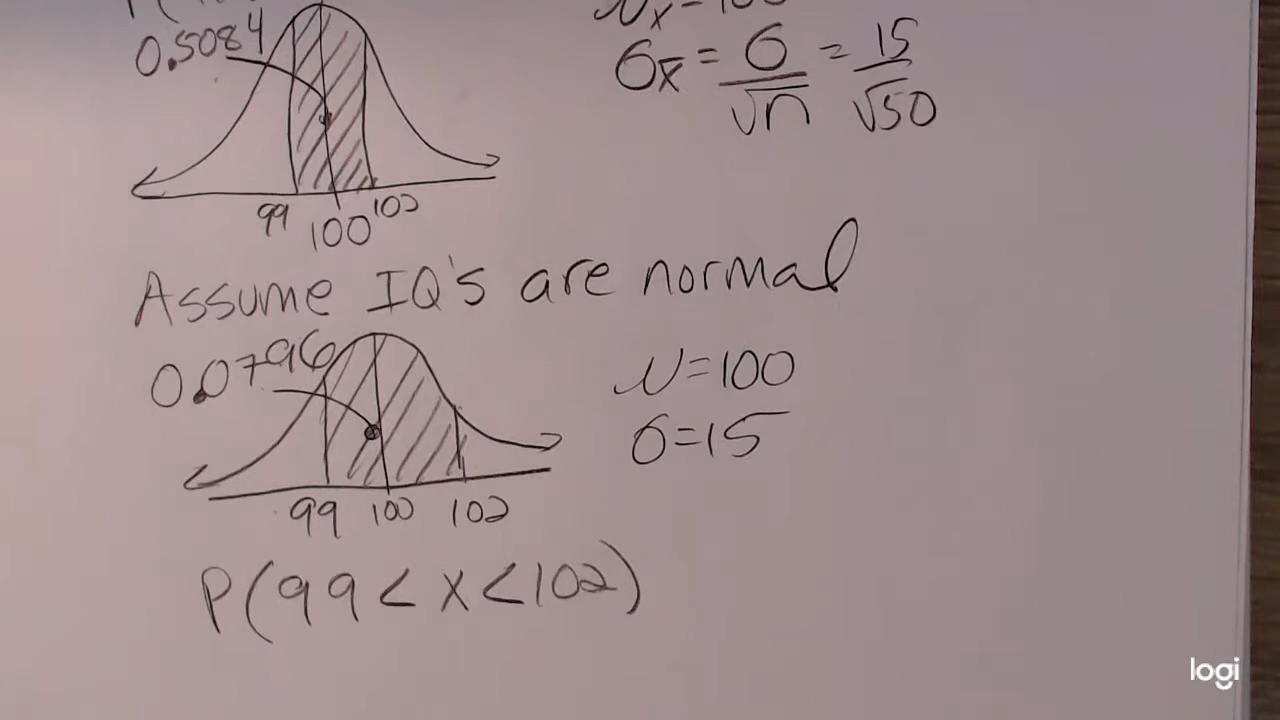 0.5084
σx̄ = σ/√n = 15/√50
99 100 102
Assume IQ's are normal
0.0796
μ=100
σ=15
99 100 102
P(99<x<102)
logi